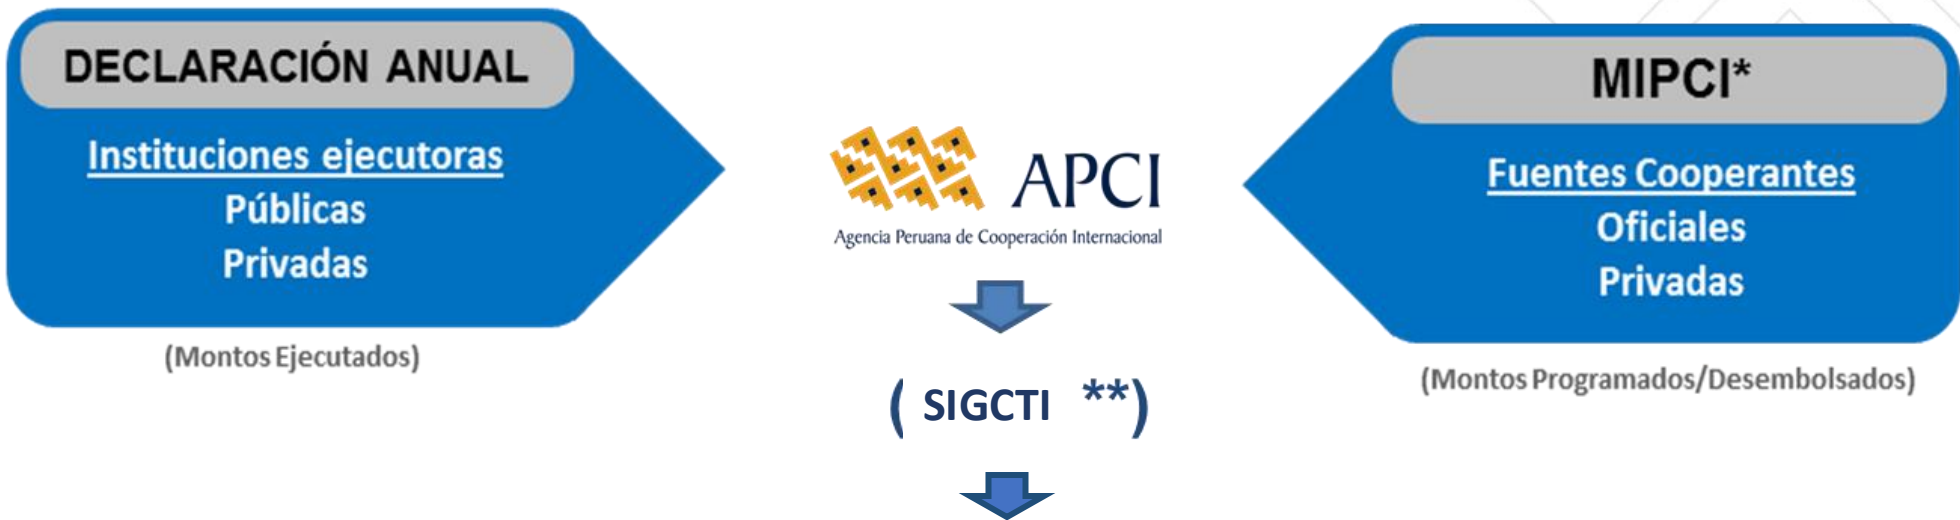 DECLARACIÓN ANUAL
Instituciones ejecutoras
Públicas
Privadas
(Montos Ejecutados)
APCI
Agencia Peruana de Cooperación Internacional
( SIGCTI **)
MIPCI*
Fuentes Cooperantes
Oficiales
Privadas
(Montos Programados/Desembolsados)